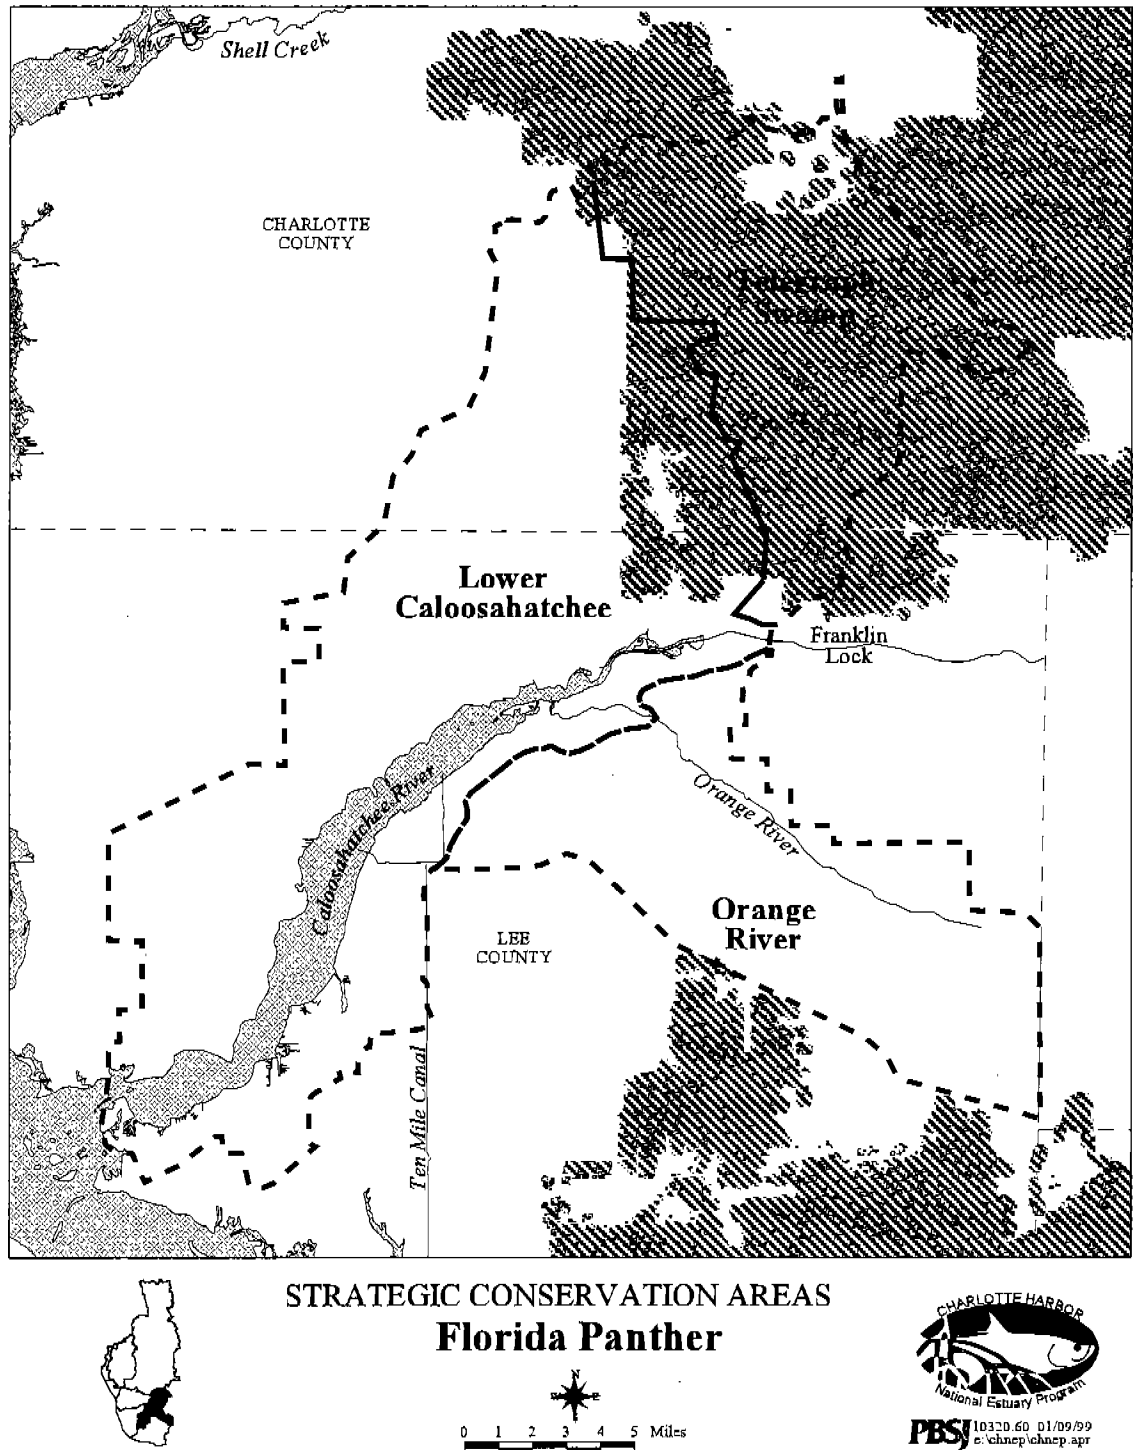 Shell Creek
CHARLOTTE
COUNTY
Telegraph
Swamp
Lower
Caloosahatchee
Franklin
Lock
Caloosahatchee River
Orange River
Orange
River
LEE
COUNTY
Ten Mile Canal
STRATEGIC CONSERVATION AREAS
Florida Panther
N
W
E
S
0 1 2 3 4 5 Miles
CHARLOTTE HARBOR
National Estuary Program
PBSJ
10320.60 01/09/99
e:\chnep\chnep.apr